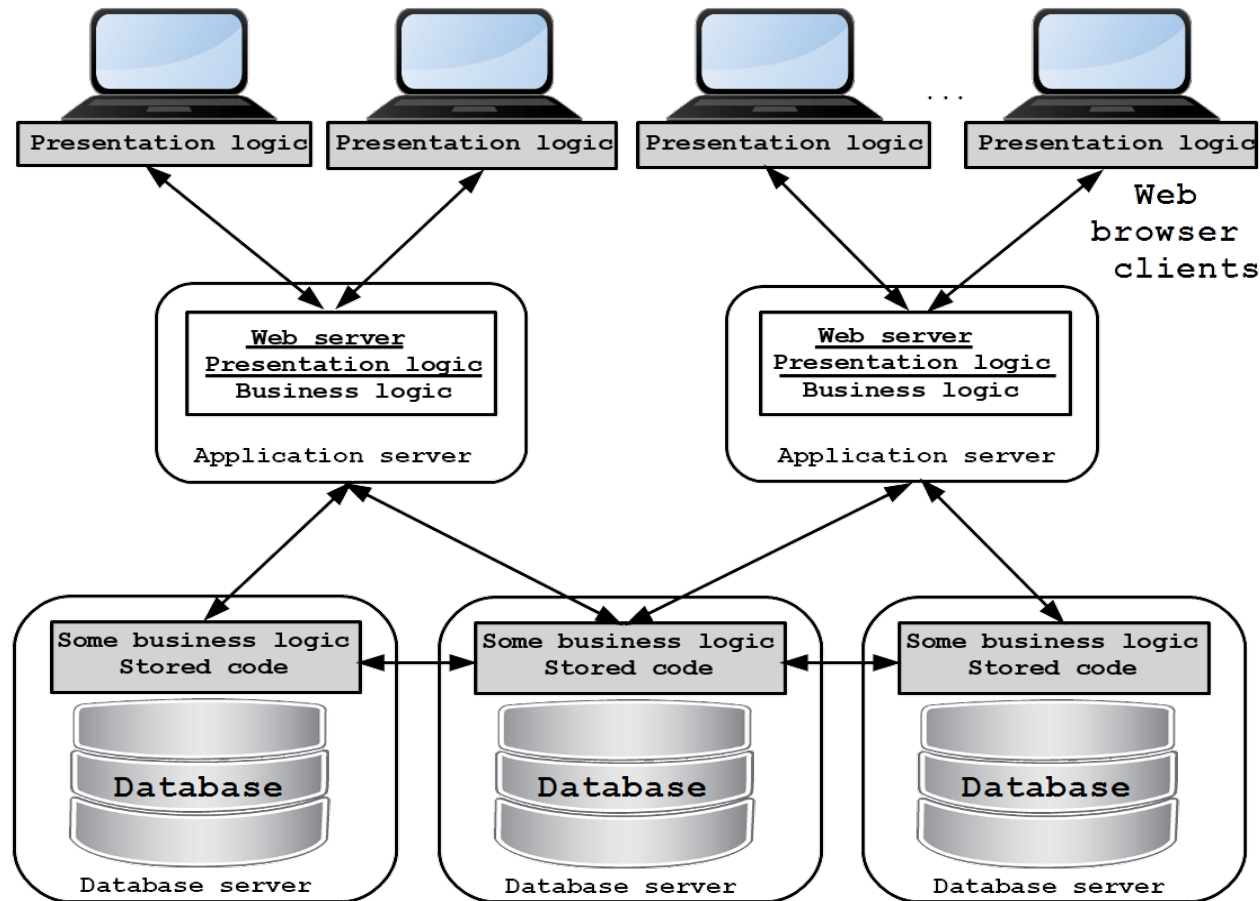 Presentation logic
Presentation logic
Presentation logic
...
Presentation logic
Web
browser
clients
Web server
Presentation logic
Business logic
Application server
Web server
Presentation logic
Business logic
Application server
Some business logic
Stored code
Database
Database server
Some business logic
Stored code
Database
Database server
Some business logic
Stored code
Database
Database server